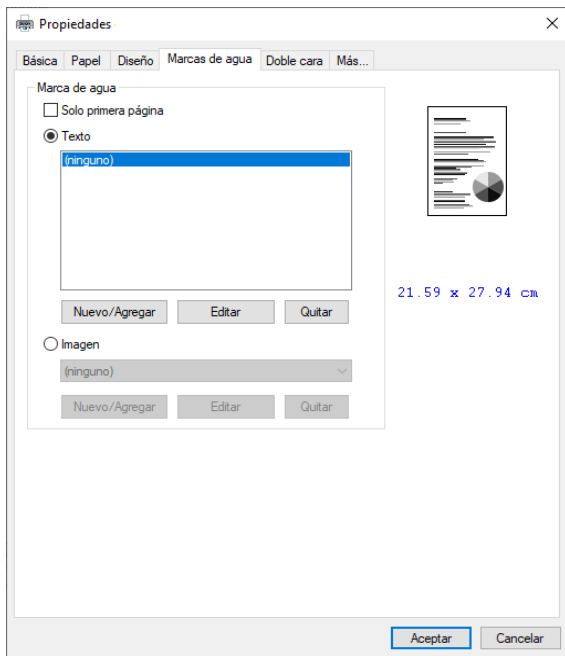 Propiedades
Básica Papel Diseño Marcas de agua Doble cara Más...
Marca de agua
Solo primera página
Texto
(ninguno)
Nuevo/Agregar Editar Quitar
Imagen
(ninguno)
Nuevo/Agregar Editar Quitar
21.59 x 27.94 cm
Aceptar Cancelar